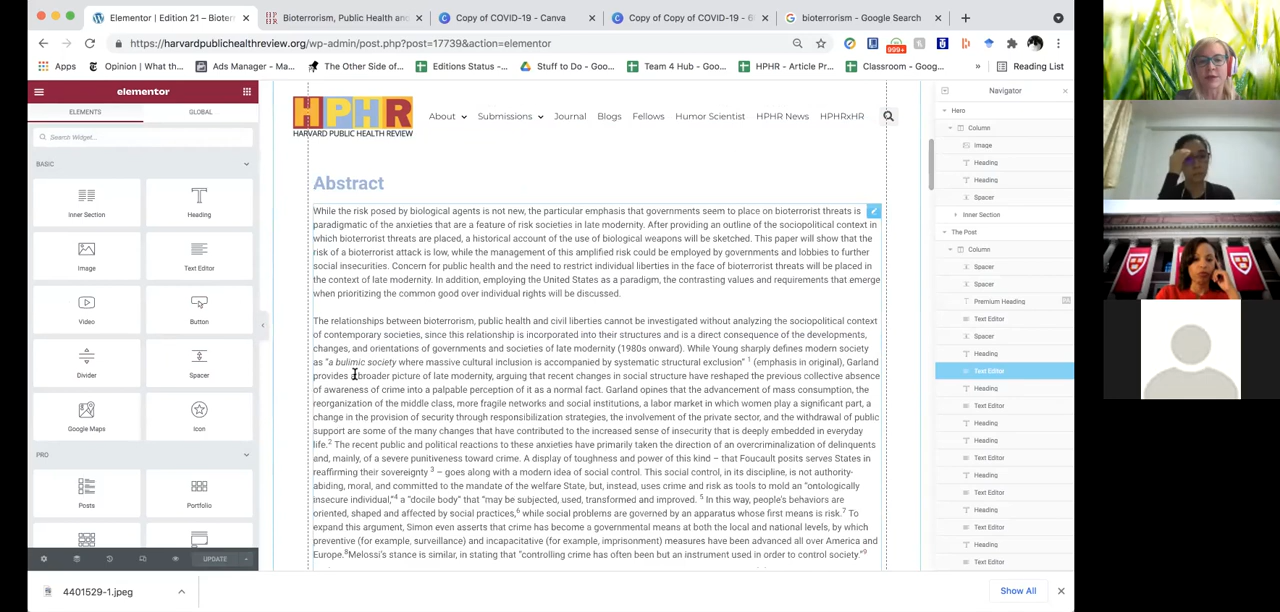 Elementor | Edition 21 – Bioterr
Bioterrorism, Public Health and
Copy of COVID-19 - Canva
Copy of Copy of COVID-19 – 6
bioterrorism - Google Search
https://harvardpublichealthreview.org/wp-admin/post.php?post=17739&action=elementor
999+
Apps
Opinion | What th...
Ads Manager - Ma...
The Other Side of...
Editions Status -...
Stuff to Do - Goo...
Team 4 Hub - Goo...
HPHR - Article Pr...
Classroom - Goog...
»
Reading List
elementor
ELEMENTS
GLOBAL
Search Widget...
BASIC
Inner Section
Heading
Image
Text Editor
Video
Button
Divider
Spacer
Google Maps
Icon
PRO
Posts
Portfolio
UPDATE
HPHR
HARVARD PUBLIC HEALTH REVIEW
About
Submissions
Journal
Blogs
Fellows
Humor Scientist
HPHR News
HPHRxHR
Abstract
While the risk posed by biological agents is not new, the particular emphasis that governments seem to place on bioterrorist threats is
paradigmatic of the anxieties that are a feature of risk societies in late modernity. After providing an outline of the sociopolitical context in
which bioterrorist threats are placed, a historical account of the use of biological weapons will be sketched. This paper will show that the
risk of a bioterrorist attack is low, while the management of this amplified risk could be employed by governments and lobbies to further
social insecurities. Concern for public health and the need to restrict individual liberties in the face of bioterrorist threats will be placed in
the context of late modernity. In addition, employing the United States as a paradigm, the contrasting values and requirements that emerge
when prioritizing the common good over individual rights will be discussed.
The relationships between bioterrorism, public health and civil liberties cannot be investigated without analyzing the sociopolitical context
of contemporary societies, since this relationship is incorporated into their structures and is a direct consequence of the developments,
changes, and orientations of governments and societies of late modernity (1980s onward). While Young sharply defines modern society
as "a bulimic society where massive cultural inclusion is accompanied by systematic structural exclusion" 1 (emphasis in original), Garland
provides a broader picture of late modernity, arguing that recent changes in social structure have reshaped the previous collective absence
of awareness of crime into a palpable perception of it as a normal fact. Garland opines that the advancement of mass consumption, the
reorganization of the middle class, more fragile networks and social institutions, a labor market in which women play a significant part, a
change in the provision of security through responsibilization strategies, the involvement of the private sector, and the withdrawal of public
support are some of the many changes that have contributed to the increased sense of insecurity that is deeply embedded in everyday
life.2 The recent public and political reactions to these anxieties have primarily taken the direction of an overcriminalization of delinquents
and, mainly, of a severe punitiveness toward crime. A display of toughness and power of this kind – that Foucault posits serves States in
reaffirming their sovereignty 3 – goes along with a modern idea of social control. This social control, in its discipline, is not authority-
abiding, moral, and committed to the mandate of the welfare State, but, instead, uses crime and risk as tools to mold an "ontologically
insecure individual,"4 a "docile body" that "may be subjected, used, transformed and improved. 5 In this way, people's behaviors are
oriented, shaped and affected by social practices,6 while social problems are governed by an apparatus whose first means is risk.7 To
expand this argument, Simon even asserts that crime has become a governmental means at both the local and national levels, by which
preventive (for example, surveillance) and incapacitating (for example, imprisonment) measures have been advanced all over America and
Europe.8Melossi's stance is similar, in stating that "controlling crime has often been but an instrument used in order to control society."9
Navigator
Hero
Column
Image
Heading
Heading
Spacer
Inner Section
The Post
Column
Spacer
Spacer
Premium Heading
Text Editor
Spacer
Heading
Text Editor
Heading
Text Editor
Heading
Heading
Text Editor
Heading
Text Editor
Heading
Text Editor
Heading
Text Editor
4401529-1.jpeg
Show All